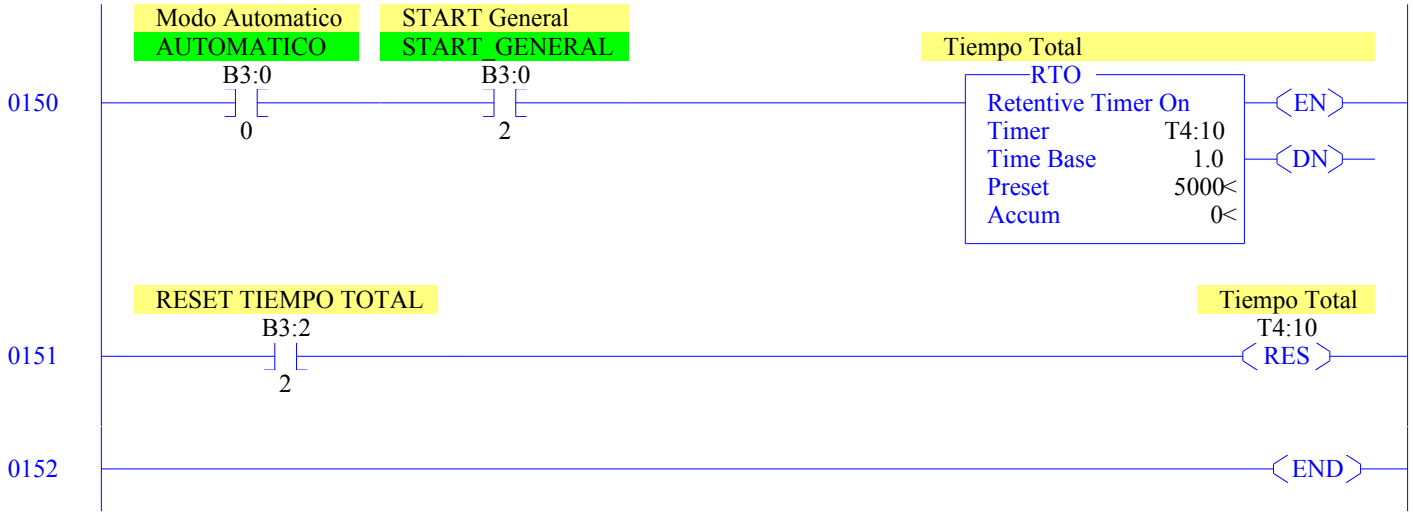 Modo Automatico START General
AUTOMATICO START_GENERAL Tiempo Total
B3:0 B3:0 RTO
0150 Retentive Timer On EN
0 2 Timer T4:10
Time Base 1.0 DN
Preset 5000<
Accum 0<
RESET TIEMPO TOTAL Tiempo Total
B3:2 T4:10
0151 RES
2
0152 END